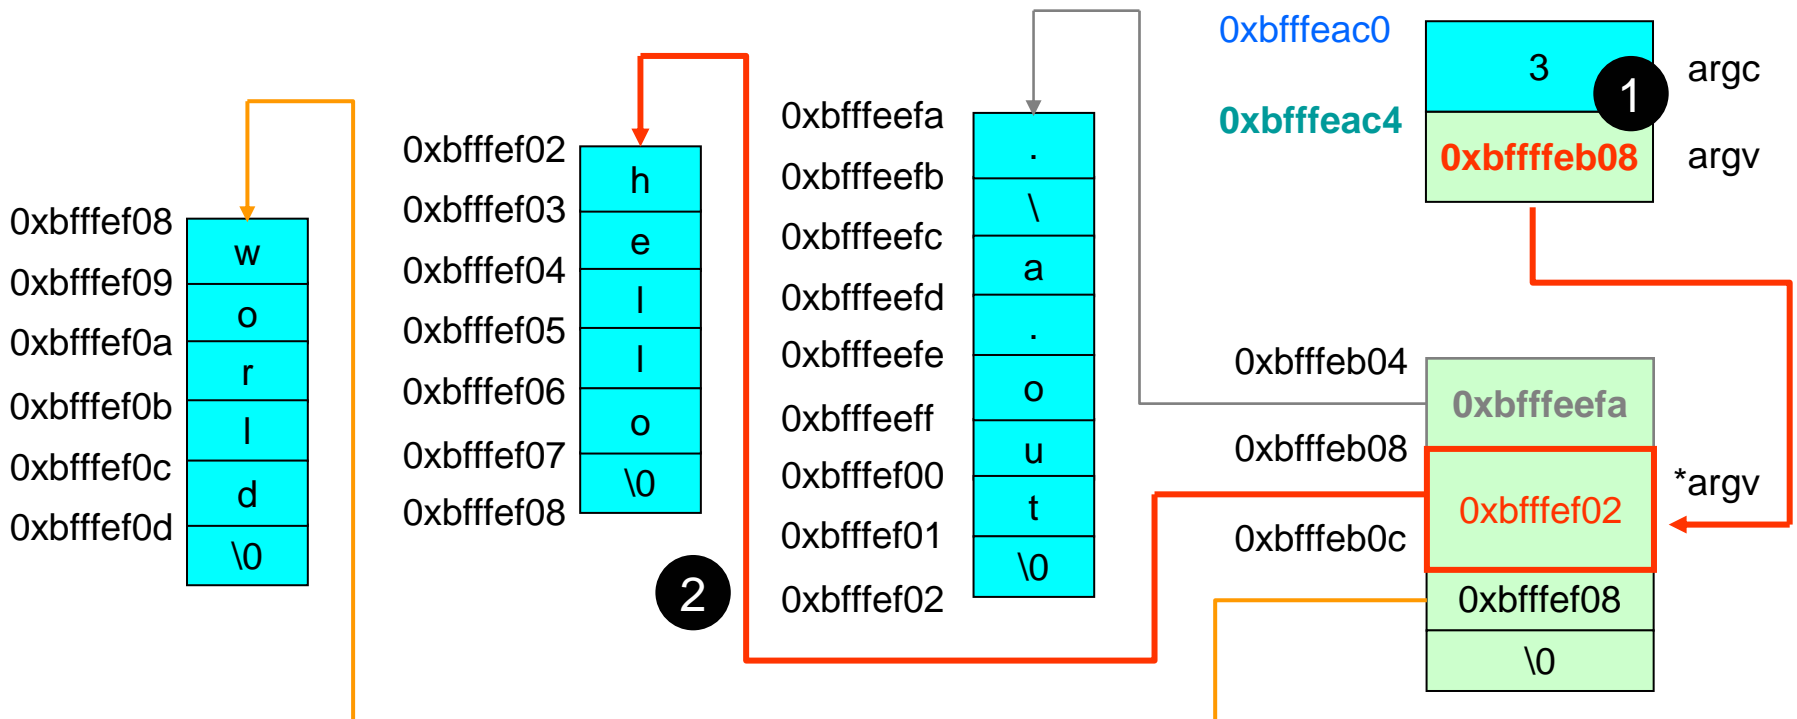 0xbfffef08
0xbfffef09
0xbfffef0a
0xbfffef0b
0xbfffef0c
0xbfffef0d
w
o
r
l
d
\0
0xbfffef02
0xbfffef03
0xbfffef04
0xbfffef05
0xbfffef06
0xbfffef07
0xbfffef08
h
e
l
l
o
\0
2
0xbfffeefa
0xbfffeefb
0xbfffeefc
0xbfffeefd
0xbfffeefe
0xbfffeeff
0xbfffef00
0xbfffef01
0xbfffef02
.
\
a
.
o
u
t
\0
0xbfffeac0
3
1
argc
0xbfffeac4
0xbffffeb08
argv
0xbfffeb04
0xbfffeefa
0xbfffeb08
0xbfffef02
*argv
0xbfffeb0c
0xbfffef08
\0